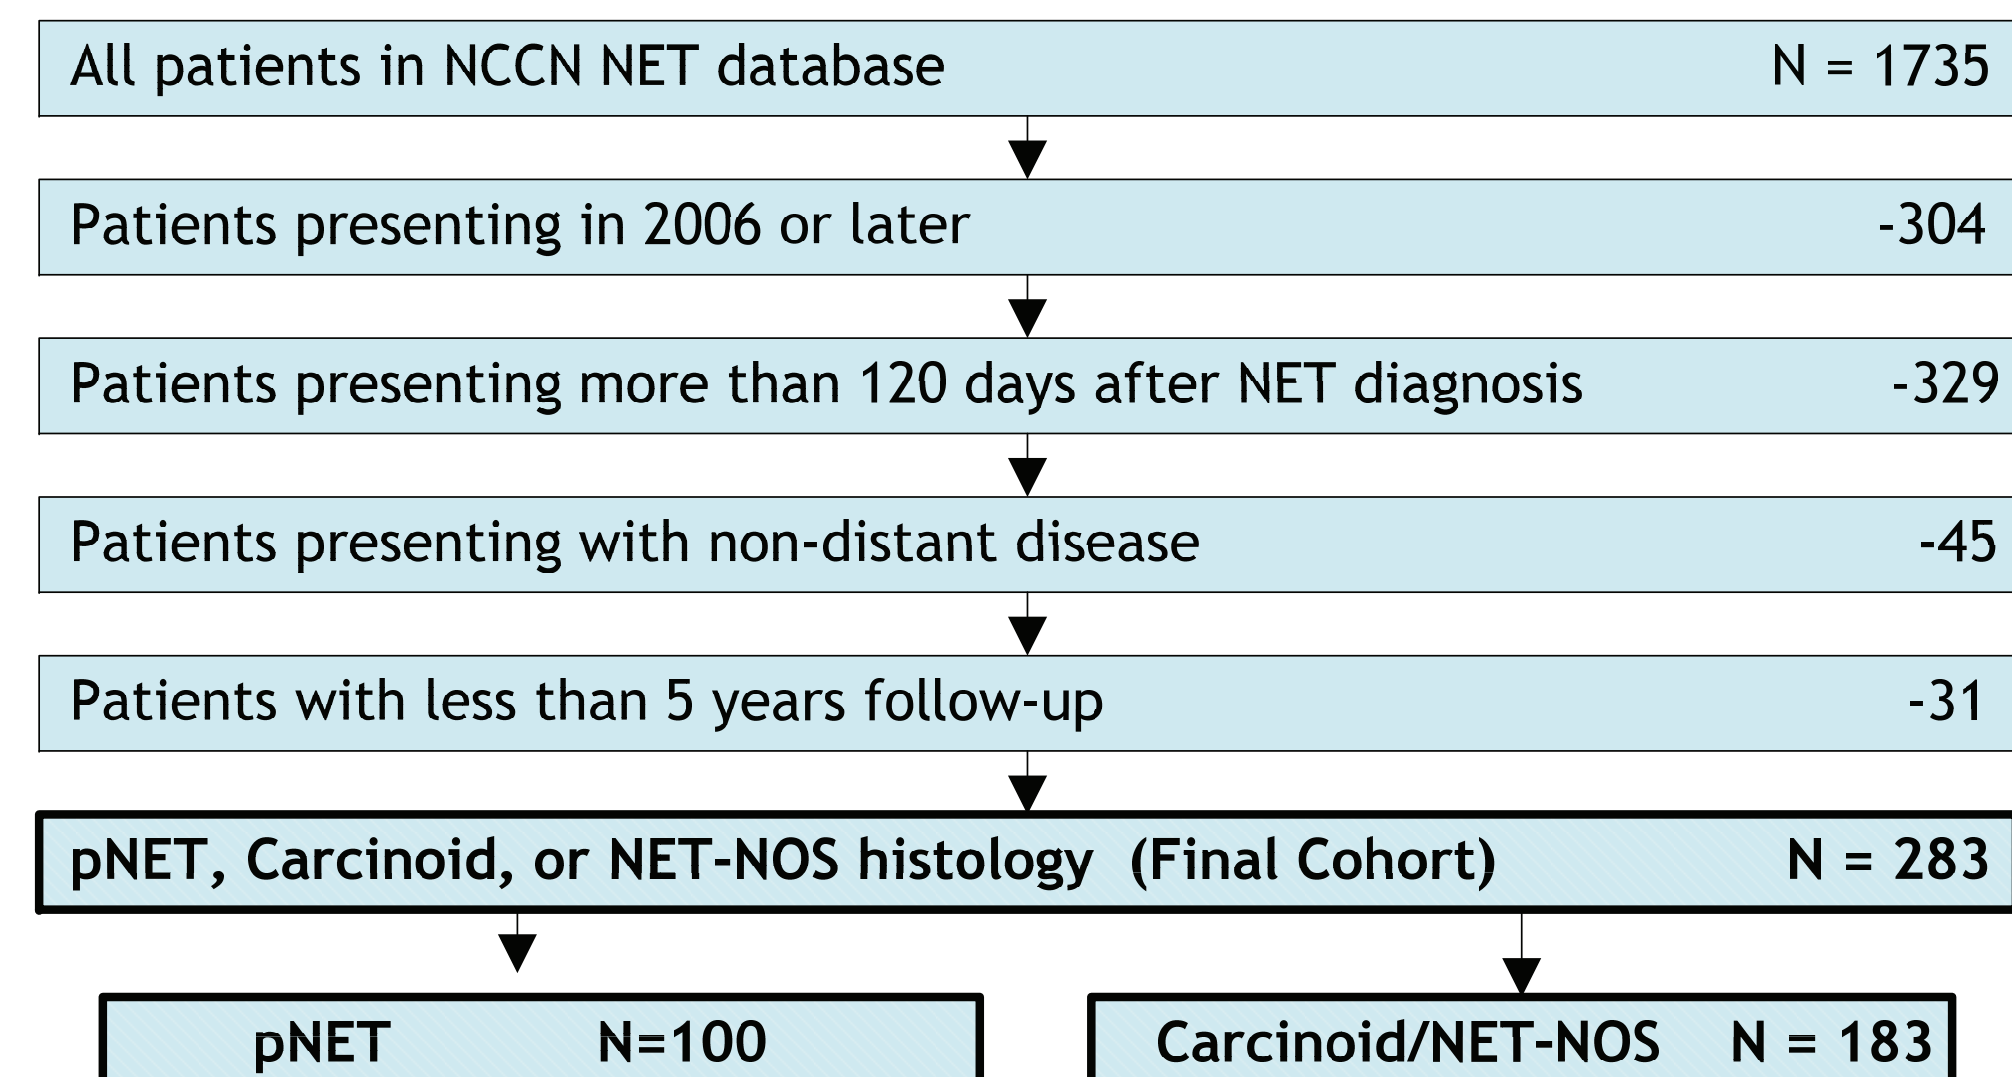 All patients in NCCN NET database N = 1735
Patients presenting in 2006 or later -304
Patients presenting more than 120 days after NET diagnosis -329
Patients presenting with non-distant disease -45
Patients with less than 5 years follow-up -31
pNET, Carcinoid, or NET-NOS histology (Final Cohort) N = 283
pNET N=100 Carcinoid/NET-NOS N = 183